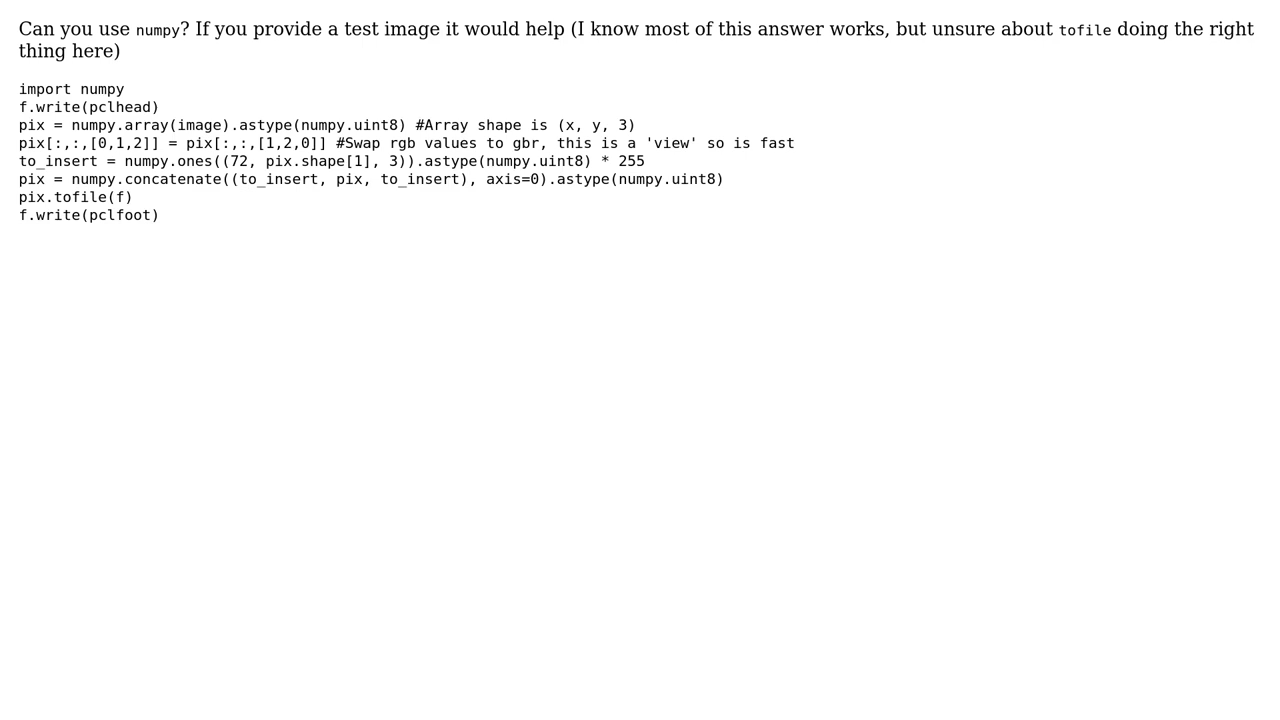 Can you use numpy? If you provide a test image it would help (I know most of this answer works, but unsure about tofile doing the right
thing here)
import numpy
f.write(pclhead)
pix = numpy.array(image).astype(numpy.uint8) #Array shape is (x, y, 3)
pix[:,:,[0,1,2]] = pix[:,:,[1,2,0]] #Swap rgb values to gbr, this is a 'view' so is fast
to_insert = numpy.ones((72, pix.shape[1], 3)).astype(numpy.uint8) * 255
pix = numpy.concatenate((to_insert, pix, to_insert), axis=0).astype(numpy.uint8)
pix.tofile(f)
f.write(pclfoot)